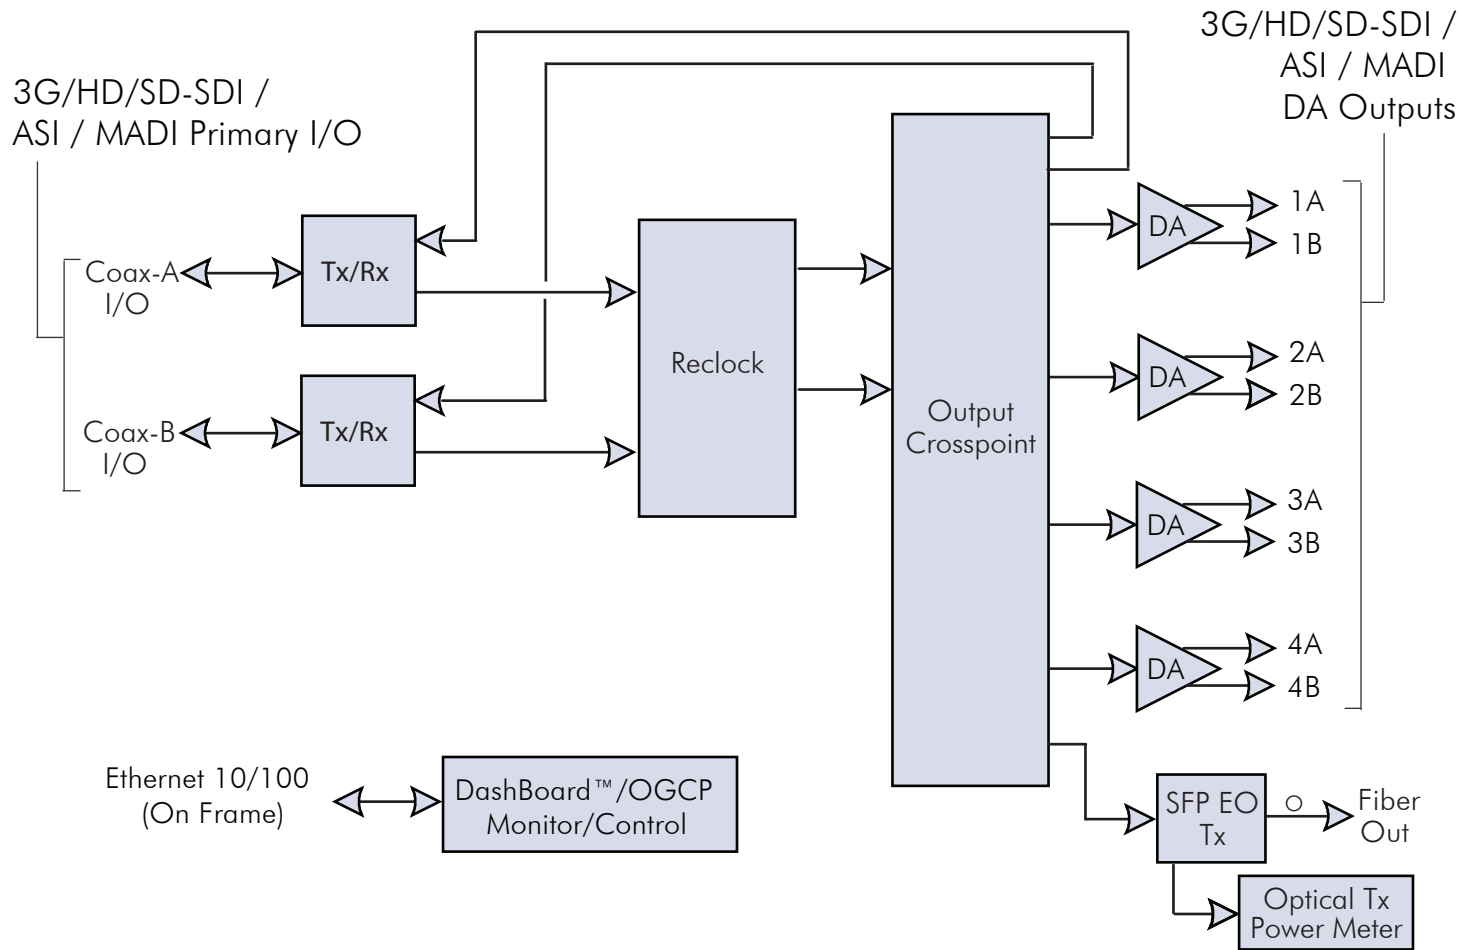 3G/HD/SD-SDI /
ASI / MADI Primary I/O
3G/HD/SD-SDI /
ASI / MADI
DA Outputs
Coax-A
I/O
Tx/Rx
Coax-B
I/O
Tx/Rx
Reclock
Output
Crosspoint
DA
1A
1B
DA
2A
2B
DA
3A
3B
DA
4A
4B
Ethernet 10/100
(On Frame)
DashBoard™/OGCP
Monitor/Control
SFP EO
Tx
Fiber
Out
Optical Tx
Power Meter